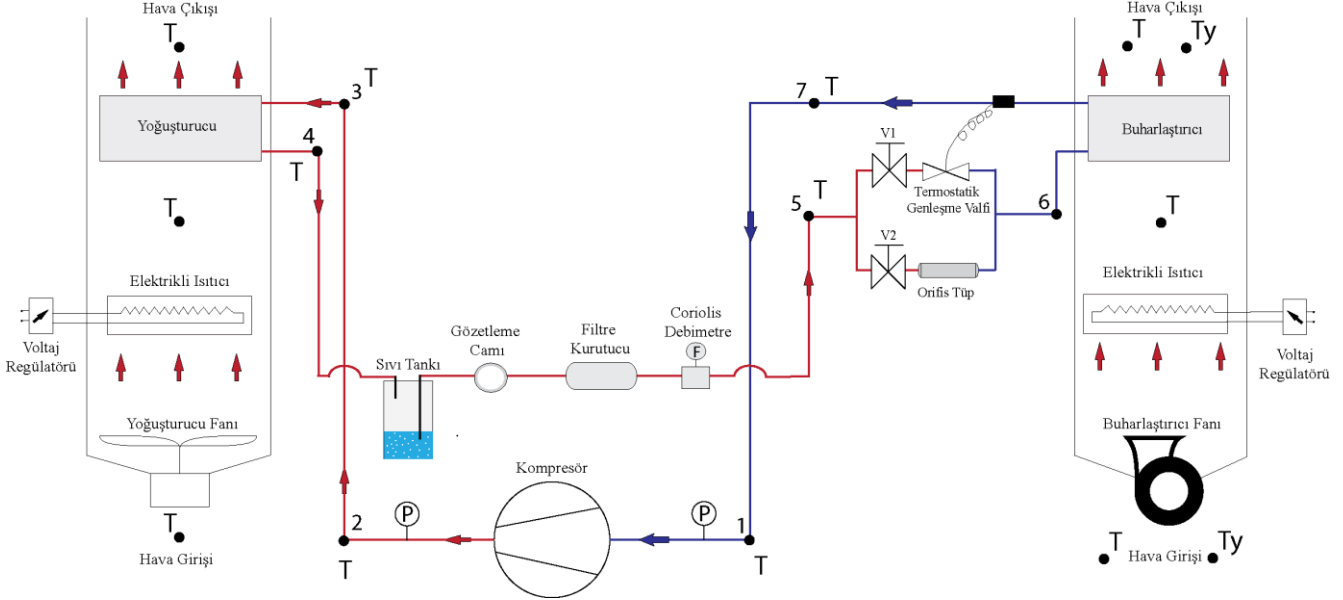 Hava Çıkışı
T
Yoğuşturucu
3 T
4
T
T
Elektrikli Isıtıcı
Voltaj
Regülatörü
Yoğuşturucu Fanı
T
Hava Girişi
Sıvı Tankı
Gözetleme
Camı
Filtre
Kurutucu
Coriolis
Debimetre
F
Kompresör
2
T
P
P
1
T
7 T
5 T
V1
Termostatik
Genleşme Valfi
V2
Orifis Tüp
6
Hava Çıkışı
T Ty
Buharlaştırıcı
T
Elektrikli Isıtıcı
Voltaj
Regülatörü
Buharlaştırıcı Fanı
T Ty
Hava Girişi